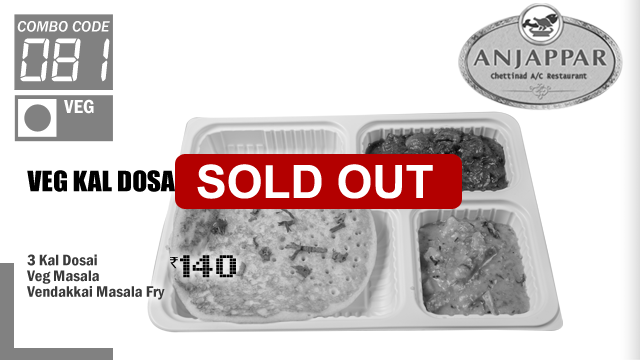 COMBO CODE
081
VEG
ANJAPPAR
Chettinad A/C Restaurant
VEG KAL DOSA
SOLD OUT
3 Kal Dosai
Veg Masala
Vendakkai Masala Fry
₹140